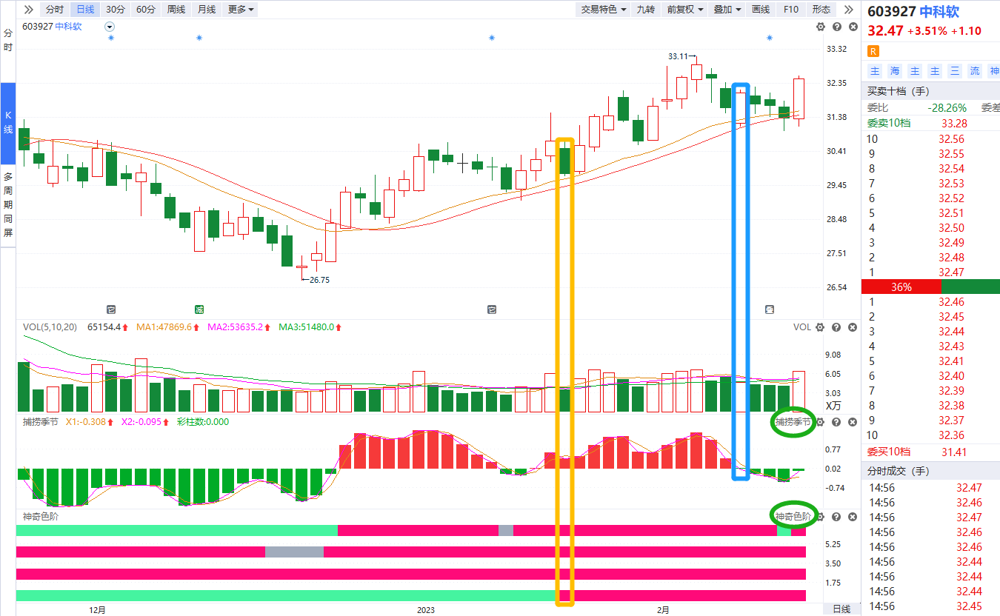 分时 日线 30分 60分 周线 月线 更多 交易特色 九转 前复权 叠加 画线 F10 形态
分时
K线
多周期同屏
603927 中科软
33.32
32.35
31.38
30.41
29.45
28.48
27.51
26.54
33.11
26.75
减
VOL(5,10,20) 65154.4 MA1:47869.6 MA2:53635.2 MA3:51480.0 VOL
9.08
6.05
3.03
X万
捕捞季节 X1:-0.308 X2:-0.095 彩柱数:0.000 捕捞季节
0.77
0.02
-0.74
神奇色阶 神奇色阶
5.25
3.50
1.75
12月 2023 2月 日线
603927 中科软
32.47 +3.51% +1.10
R
主 海 主 主 三 流 神
买卖十档（手）
委比 -28.26% 委差
委卖10档 33.28
10 32.56
9 32.55
8 32.54
7 32.53
6 32.52
5 32.51
4 32.50
3 32.49
2 32.48
1 32.47
36%
1 32.46
2 32.45
3 32.44
4 32.43
5 32.41
6 32.40
7 32.39
8 32.38
9 32.37
10 32.36
委买10档 31.41
分时成交（手）
14:56 32.47
14:56 32.46
14:56 32.47
14:56 32.46
14:56 32.46
14:56 32.44
14:56 32.44
14:56 32.44
14:56 32.45